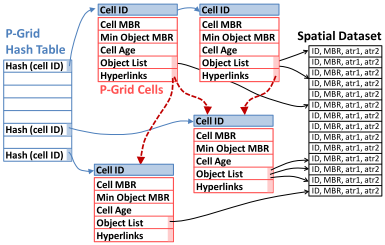 P-Grid
Hash Table
Hash (cell ID)
Hash (cell ID)
Hash (cell ID)
Cell ID
Cell MBR
Min Object MBR
Cell Age
Object List
Hyperlinks
Cell ID
Cell MBR
Min Object MBR
Cell Age
Object List
Hyperlinks
P-Grid Cells
Cell ID
Cell MBR
Min Object MBR
Cell Age
Object List
Hyperlinks
Cell ID
Cell MBR
Min Object MBR
Cell Age
Object List
Hyperlinks
Spatial Dataset
ID, MBR, atr1, atr2
ID, MBR, atr1, atr2
ID, MBR, atr1, atr2
ID, MBR, atr1, atr2
ID, MBR, atr1, atr2
ID, MBR, atr1, atr2
ID, MBR, atr1, atr2
ID, MBR, atr1, atr2
ID, MBR, atr1, atr2
ID, MBR, atr1, atr2
ID, MBR, atr1, atr2
ID, MBR, atr1, atr2
ID, MBR, atr1, atr2
ID, MBR, atr1, atr2